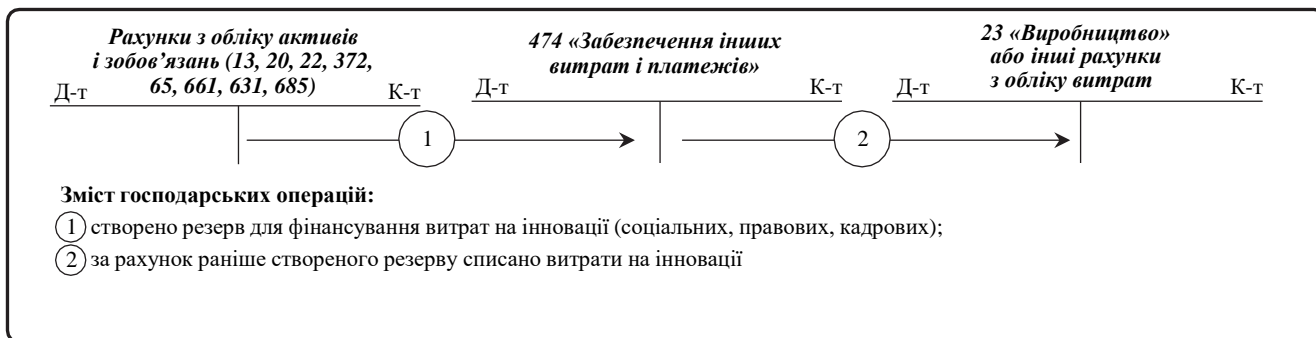 Рахунки з обліку активів
і зобов’язань (13, 20, 22, 372,
65, 661, 631, 685)
Д-т К-т
474 «Забезпечення інших
витрат і платежів»
Д-т К-т
23 «Виробництво»
або інші рахунки
з обліку витрат
Д-т К-т
1
2
Зміст господарських операцій:
1 створено резерв для фінансування витрат на інновації (соціальних, правових, кадрових);
2 за рахунок раніше створеного резерву списано витрати на інновації